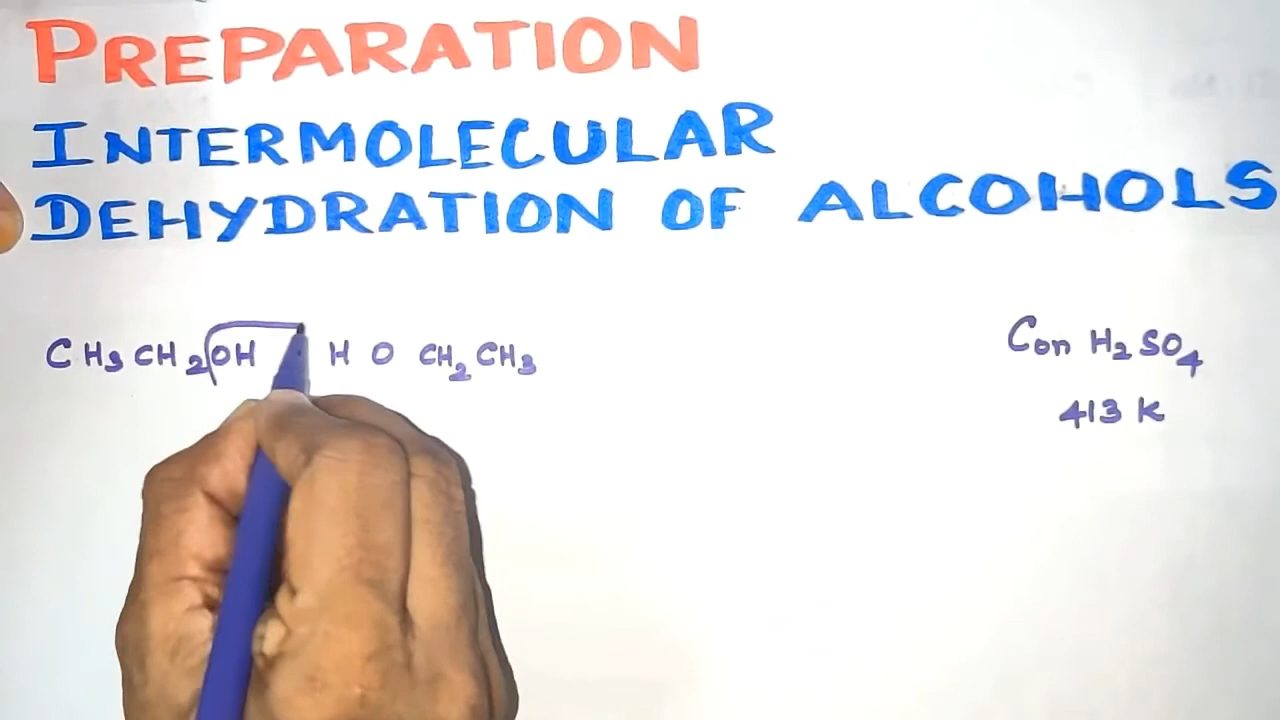 PREPARATION
INTERMOLECULAR
DEHYDRATION OF ALCOHOLS
CH3 CH2 OH H O CH2 CH3
Con H2 SO4
413 K